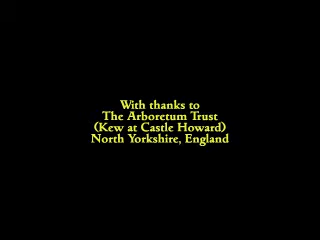 With thanks to
The Arboretum Trust
(Kew at Castle Howard)
North Yorkshire, England